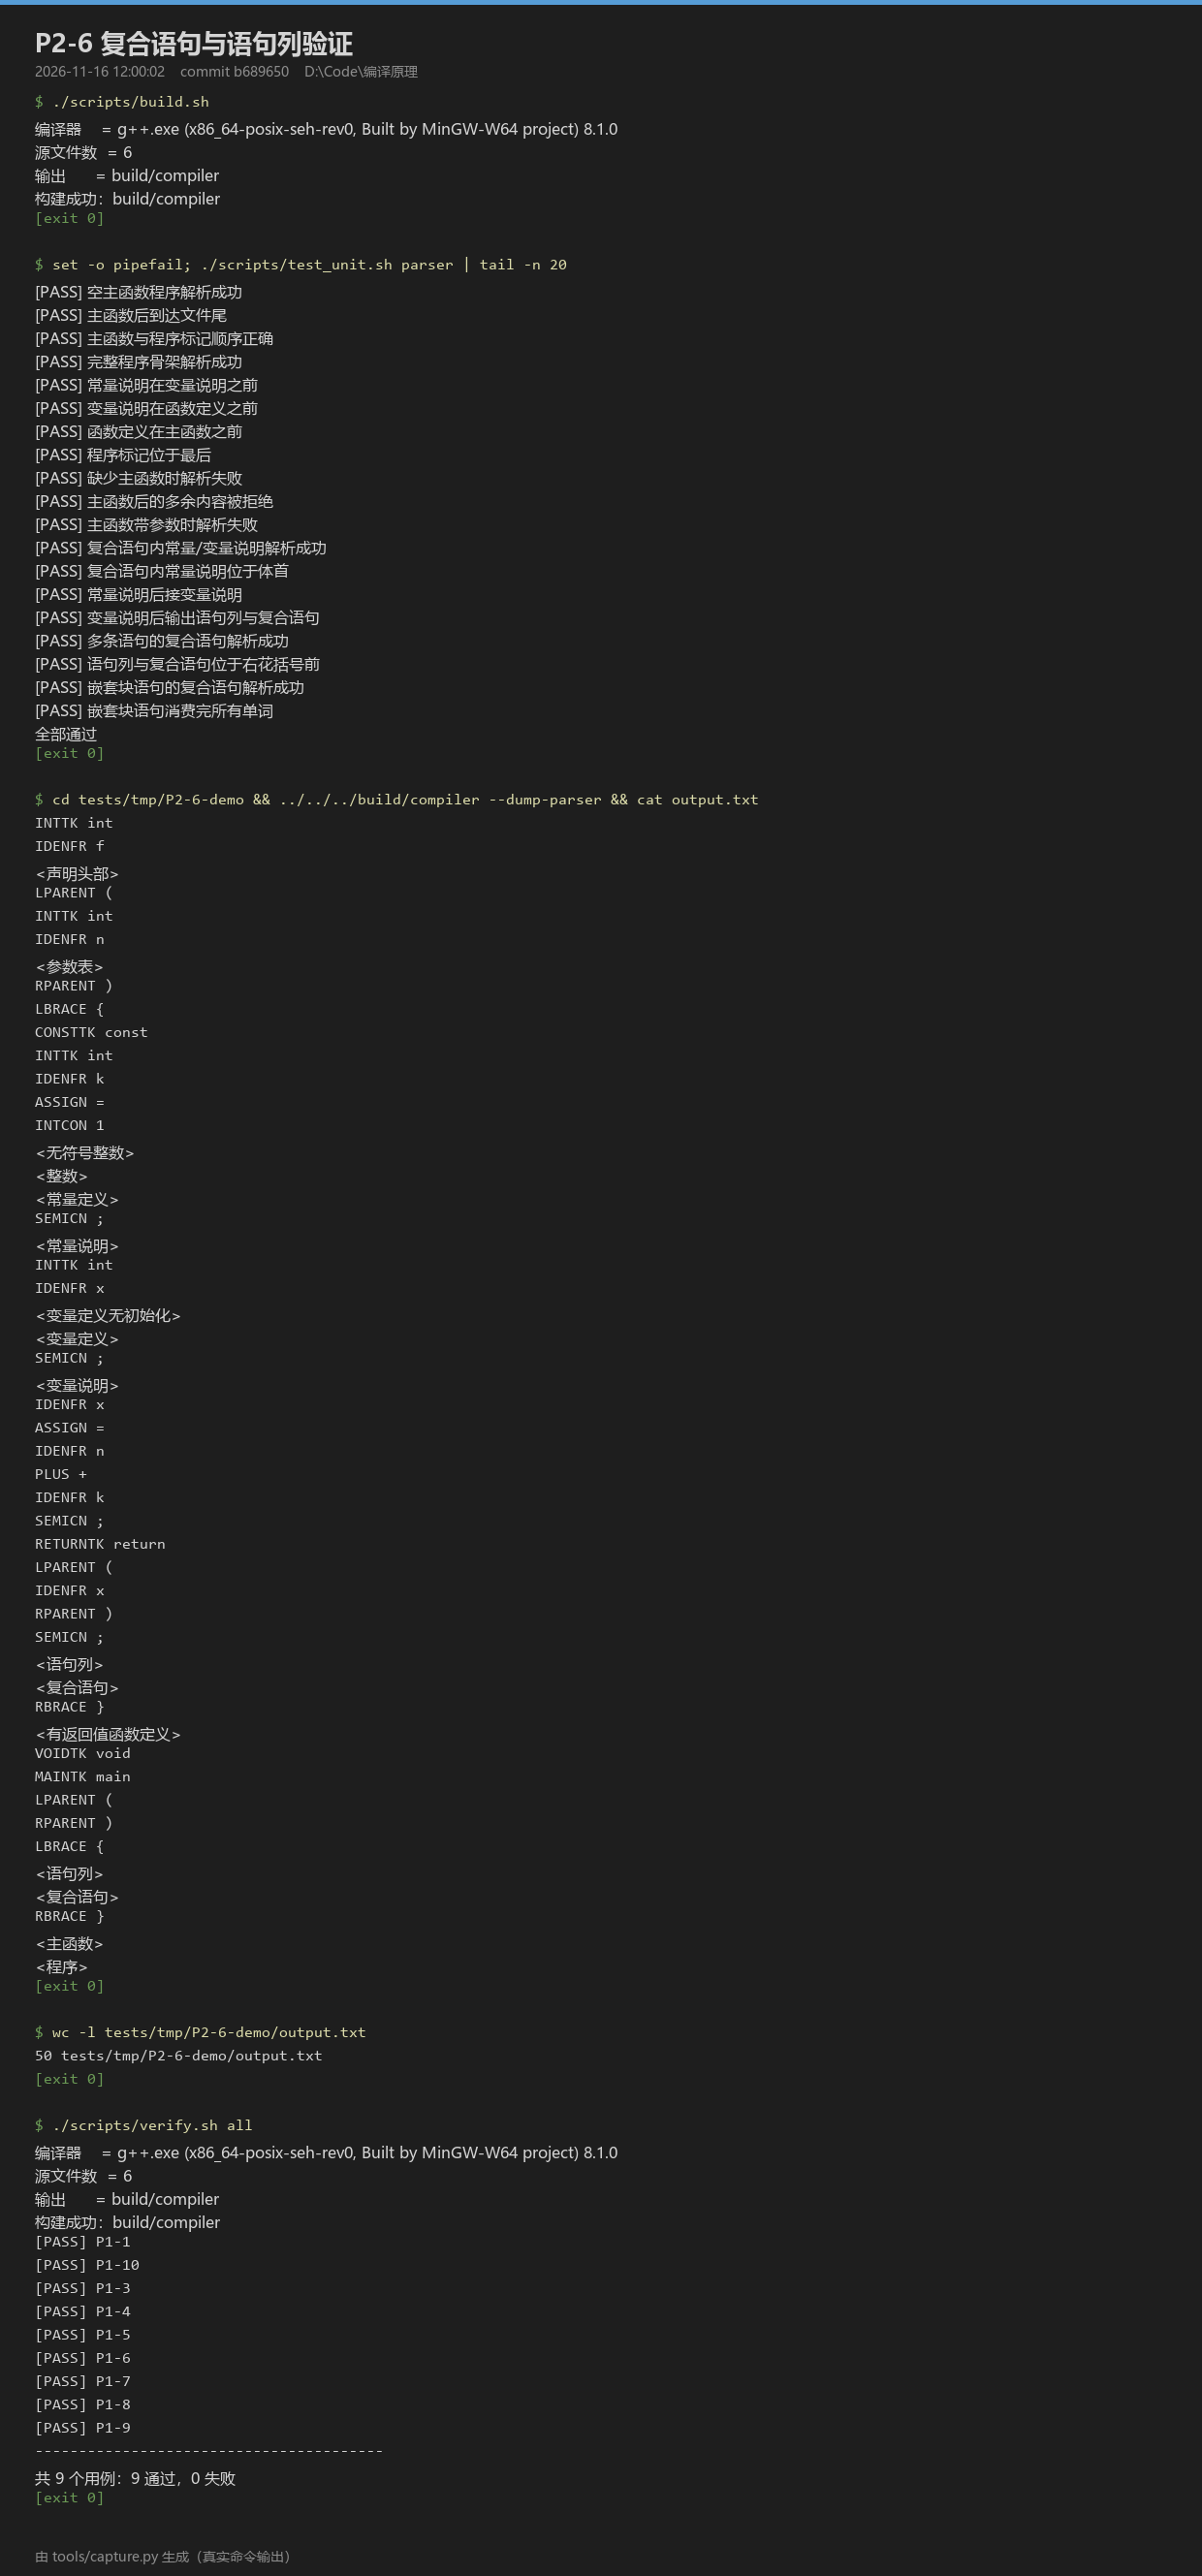 P2-6 复合语句与语句列验证
2026-11-16 12:00:02 commit b689650 D:\Code\编译原理
$ ./scripts/build.sh
编译器 = g++.exe (x86_64-posix-seh-rev0, Built by MinGW-W64 project) 8.1.0
源文件数 = 6
输出 = build/compiler
构建成功：build/compiler
[exit 0]
$ set -o pipefail; ./scripts/test_unit.sh parser | tail -n 20
[PASS] 空主函数程序解析成功
[PASS] 主函数后到达文件尾
[PASS] 主函数与程序标记顺序正确
[PASS] 完整程序骨架解析成功
[PASS] 常量说明在变量说明之前
[PASS] 变量说明在函数定义之前
[PASS] 函数定义在主函数之前
[PASS] 程序标记位于最后
[PASS] 缺少主函数时解析失败
[PASS] 主函数后的多余内容被拒绝
[PASS] 主函数带参数时解析失败
[PASS] 复合语句内常量/变量说明解析成功
[PASS] 复合语句内常量说明位于体首
[PASS] 常量说明后接变量说明
[PASS] 变量说明后输出语句列与复合语句
[PASS] 多条语句的复合语句解析成功
[PASS] 语句列与复合语句位于右花括号前
[PASS] 嵌套块语句的复合语句解析成功
[PASS] 嵌套块语句消费完所有单词
全部通过
[exit 0]
$ cd tests/tmp/P2-6-demo && ../../../build/compiler --dump-parser && cat output.txt
INTTK int
IDENFR f
<声明头部>
LPARENT (
INTTK int
IDENFR n
<参数表>
RPARENT )
LBRACE {
CONSTTK const
INTTK int
IDENFR k
ASSIGN =
INTCON 1
<无符号整数>
<整数>
<常量定义>
SEMICN ;
<常量说明>
INTTK int
IDENFR x
<变量定义无初始化>
<变量定义>
SEMICN ;
<变量说明>
IDENFR x
ASSIGN =
IDENFR n
PLUS +
IDENFR k
SEMICN ;
RETURNTK return
LPARENT (
IDENFR x
RPARENT )
SEMICN ;
<语句列>
<复合语句>
RBRACE }
<有返回值函数定义>
VOIDTK void
MAINTK main
LPARENT (
RPARENT )
LBRACE {
<语句列>
<复合语句>
RBRACE }
<主函数>
<程序>
[exit 0]
$ wc -l tests/tmp/P2-6-demo/output.txt
50 tests/tmp/P2-6-demo/output.txt
[exit 0]
$ ./scripts/verify.sh all
编译器 = g++.exe (x86_64-posix-seh-rev0, Built by MinGW-W64 project) 8.1.0
源文件数 = 6
输出 = build/compiler
构建成功：build/compiler
[PASS] P1-1
[PASS] P1-10
[PASS] P1-3
[PASS] P1-4
[PASS] P1-5
[PASS] P1-6
[PASS] P1-7
[PASS] P1-8
[PASS] P1-9
----------------------------------------
共 9 个用例：9 通过，0 失败
[exit 0]
由 tools/capture.py 生成（真实命令输出）